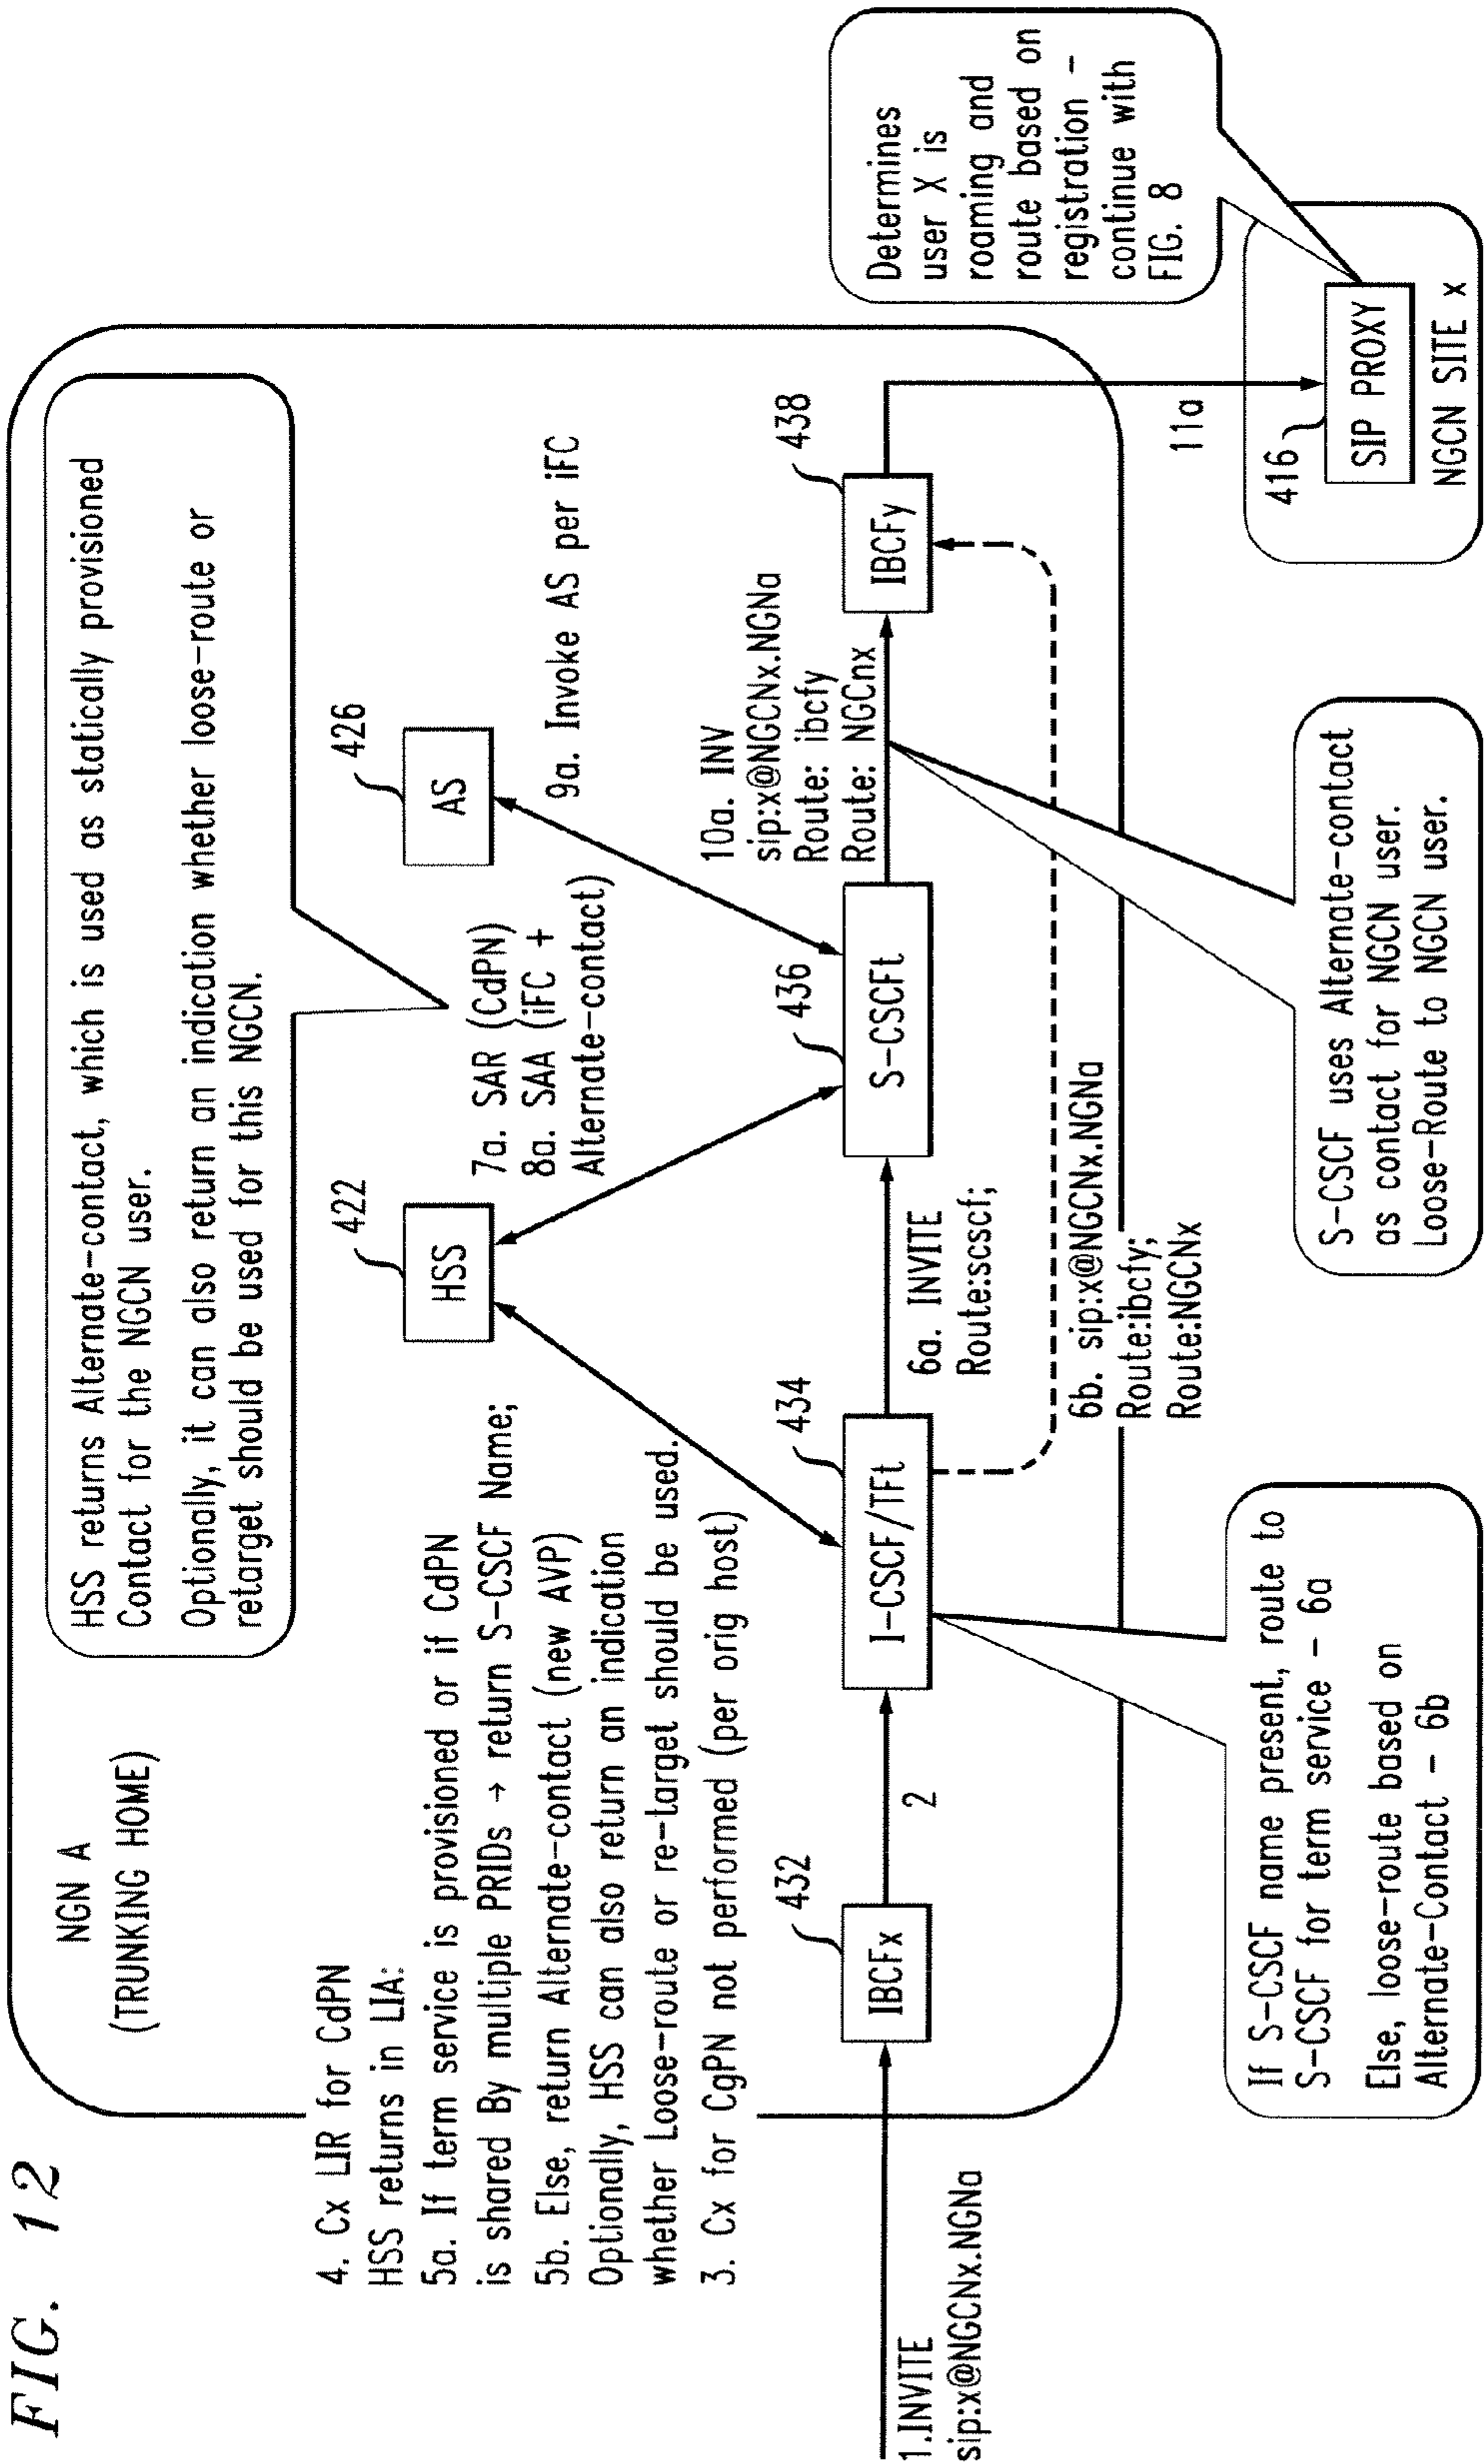 FIG. 12
NGN A
(TRUNKING HOME)
HSS returns Alternate-contact, which is used as statically provisioned
Contact for the NGCN user.
Optionally, it can also return an indication whether loose-route or
retarget should be used for this NGCN.
4. Cx LIR for CdPN
HSS returns in LIA:
5a. If term service is provisioned or if CdPN
is shared By multiple PRIDs → return S-CSCF Name;
5b. Else, return Alternate-contact (new AVP)
Optionally, HSS can also return an indication
whether Loose-route or re-target should be used.
3. Cx for CgPN not performed (per orig host)
422
HSS
7a. SAR (CdPN)
8a. SAA (iFC +
Alternate-contact)
426
AS
9a. Invoke AS per iFC
1.INVITE
sip:x@NGCNx.NGNa
432
IBCFx
2
434
I-CSCF/TFt
6a. INVITE
Route:scscf;
436
S-CSCFt
10a. INV
sip:x@NGCNx.NGNa
Route: ibcfy
Route: NGCnx
438
IBCFy
6b. sip:x@NGCNx.NGNa
Route:ibcfy;
Route:NGCNx
11a
416
SIP PROXY
NGCN SITE x
Determines
user X is
roaming and
route based on
registration -
continue with
FIG. 8
If S-CSCF name present, route to
S-CSCF for term service - 6a
Else, loose-route based on
Alternate-Contact - 6b
S-CSCF uses Alternate-contact
as contact for NGCN user.
Loose-Route to NGCN user.